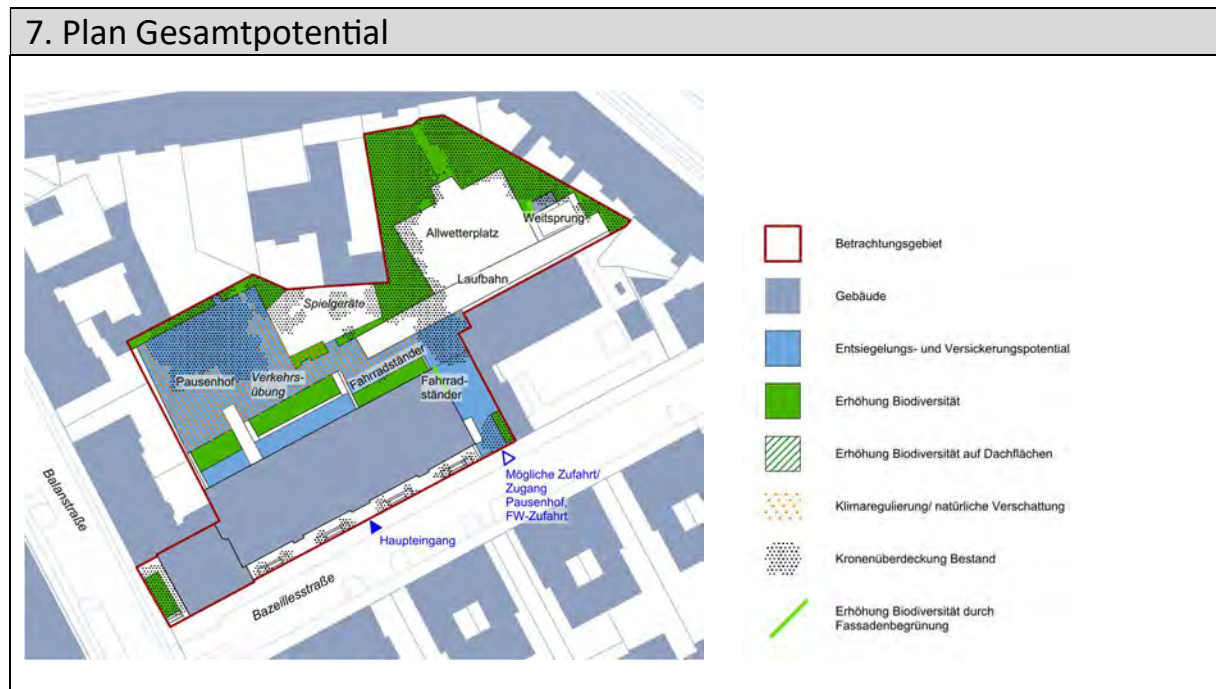 7. Plan Gesamtpotential
Weitsprung
Allwetterplatz
Laufbahn
Spielgeräte
Pausenhof
Verkehrs-
übung
Fahrradständer
Fahrrad-
ständer
Balanstraße
Mögliche Zufahrt/
Zugang
Pausenhof,
FW-Zufahrt
Haupteingang
Bazeillesstraße
Betrachtungsgebiet
Gebäude
Entsiegelungs- und Versickerungspotential
Erhöhung Biodiversität
Erhöhung Biodiversität auf Dachflächen
Klimaregulierung/ natürliche Verschattung
Kronenüberdeckung Bestand
Erhöhung Biodiversität durch
Fassadenbegrünung